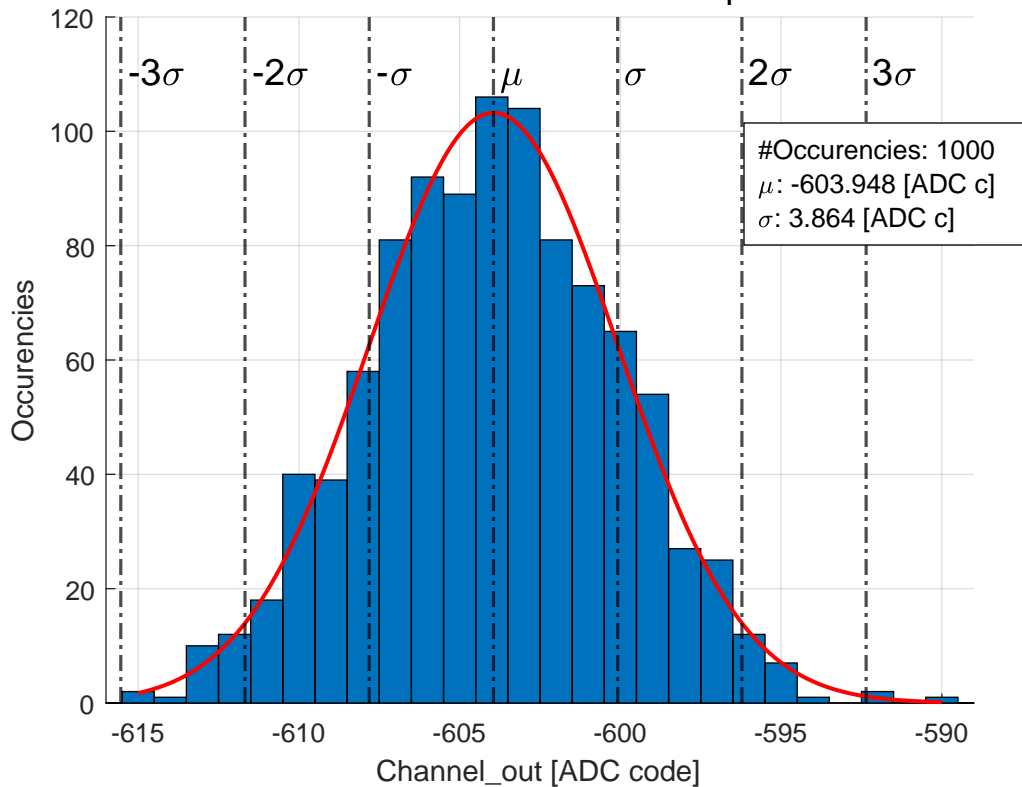 120
100
80
60
40
20
0
Occurencies
-3σ
-2σ
-σ
μ
σ
2σ
3σ
#Occurencies: 1000
μ: -603.948 [ADC c]
σ: 3.864 [ADC c]
-615
-610
-605
-600
-595
-590
Channel_out [ADC code]